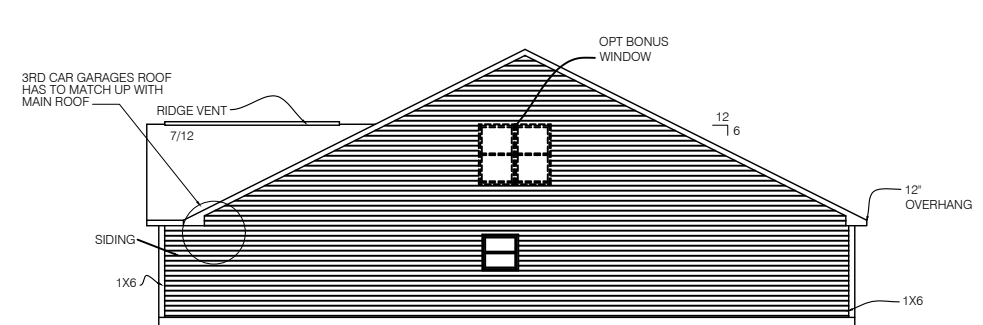 OPT BONUS
WINDOW
3RD CAR GARAGES ROOF
HAS TO MATCH UP WITH
MAIN ROOF
RIDGE VENT
7/12
12
6
12"
OVERHANG
SIDING
1X6
1X6